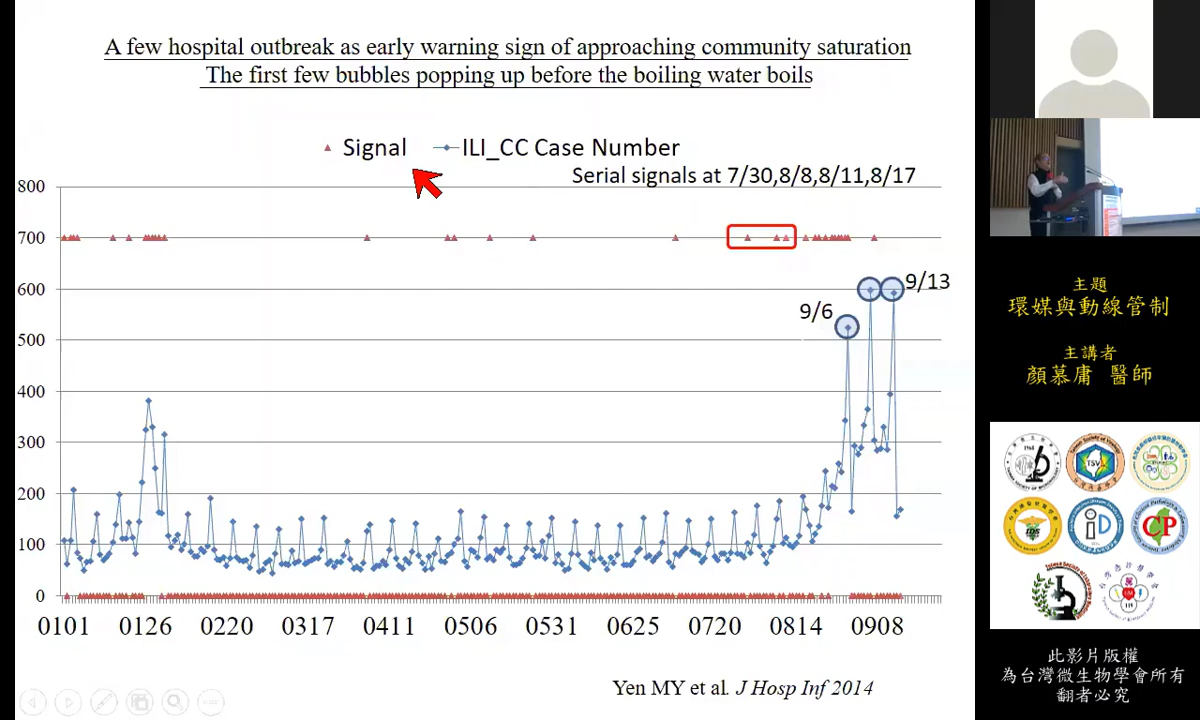 A few hospital outbreak as early warning sign of approaching community saturation
The first few bubbles popping up before the boiling water boils
Signal
ILI_CC Case Number
Serial signals at 7/30,8/8,8/11,8/17
800
700
600
500
400
300
200
100
0
9/6
9/13
0101 0126 0220 0317 0411 0506 0531 0625 0720 0814 0908
Yen MY et al. J Hosp Inf 2014
主題
環媒與動線管制
主講者
顏慕庸 醫師
TSV
CP
此影片版權
為台灣微生物學會所有
翻者必究